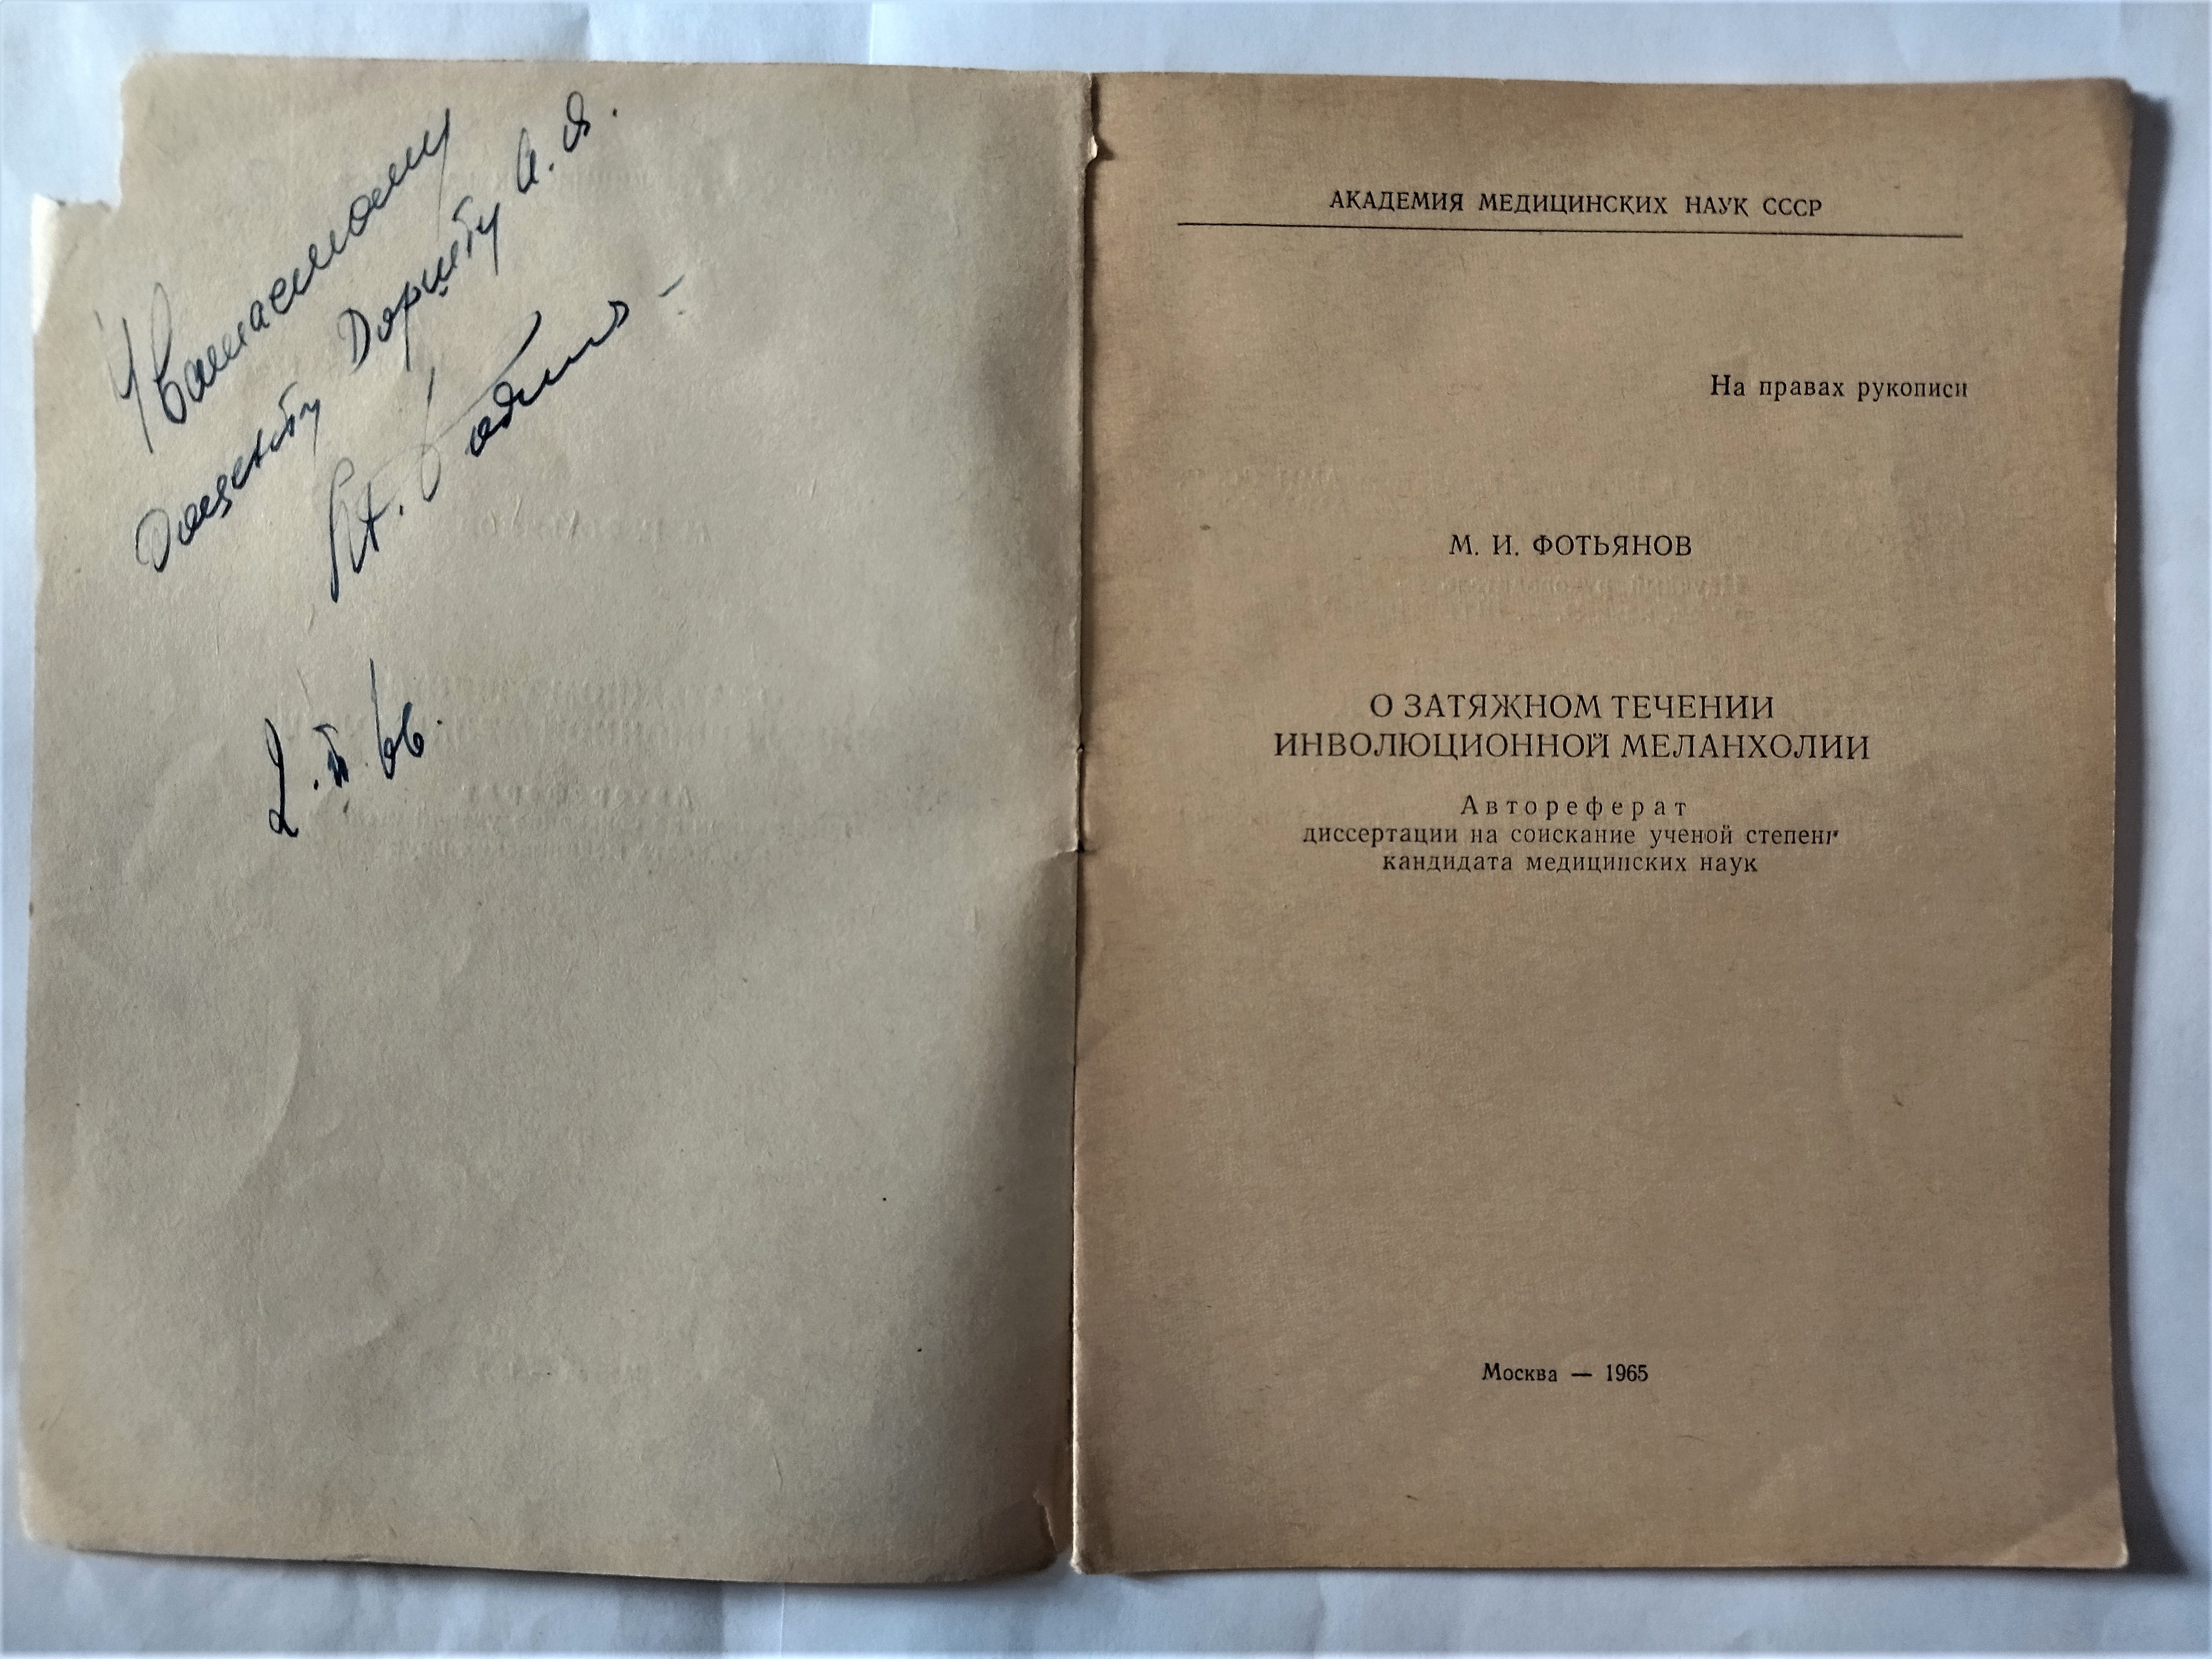 Уважаемому
доценту Доршту А. Я.
2. II. 66.
АКАДЕМИЯ МЕДИЦИНСКИХ НАУК СССР
На правах рукописи
М. И. ФОТЬЯНОВ
О ЗАТЯЖНОМ ТЕЧЕНИИ
ИНВОЛЮЦИОННОЙ МЕЛАНХОЛИИ
Автореферат
диссертации на соискание ученой степени
кандидата медицинских наук
Москва — 1965